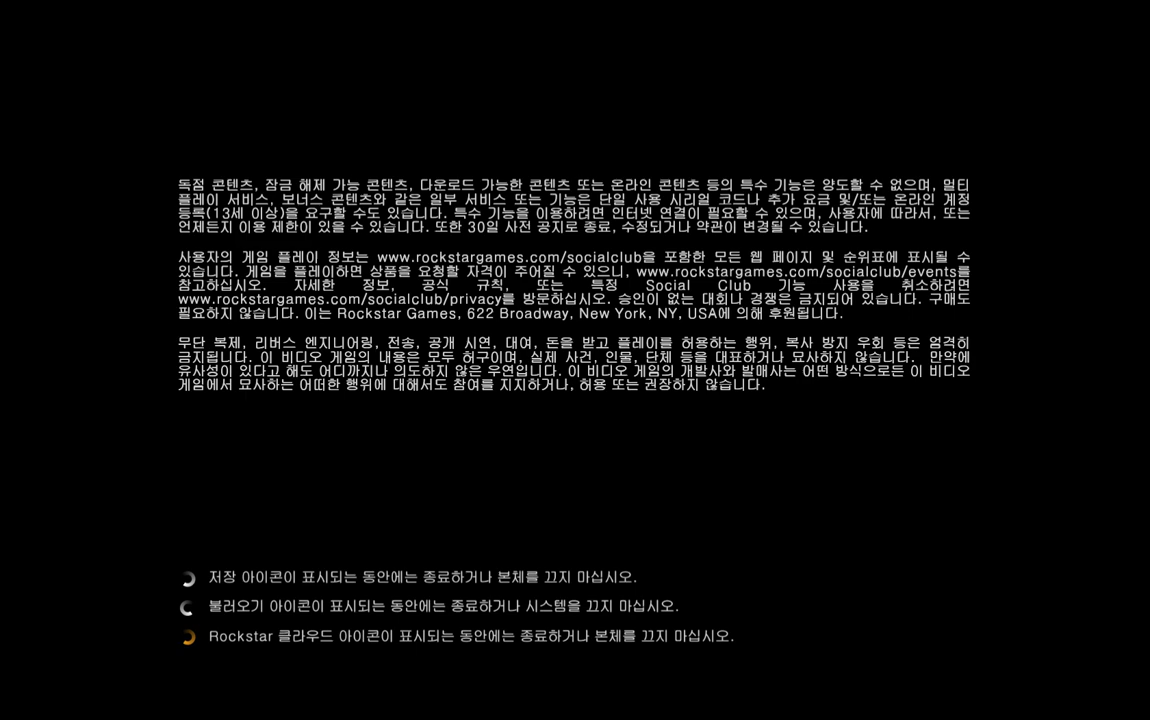 독점 콘텐츠, 잠금 해제 가능 콘텐츠, 다운로드 가능한 콘텐츠 또는 온라인 콘텐츠 등의 특수 기능은 양도할 수 없으며, 멀티
플레이 서비스, 보너스 콘텐츠와 같은 일부 서비스 또는 기능은 단일 사용 시리얼 코드나 추가 요금 및/또는 온라인 계정
등록(13세 이상)을 요구할 수도 있습니다. 특수 기능을 이용하려면 인터넷 연결이 필요할 수 있으며, 사용자에 따라서, 또는
언제든지 이용 제한이 있을 수 있습니다. 또한 30일 사전 공지로 종료, 수정되거나 약관이 변경될 수 있습니다.
사용자의 게임 플레이 정보는 www.rockstargames.com/socialclub을 포함한 모든 웹 페이지 및 순위표에 표시될 수
있습니다. 게임을 플레이하면 상품을 요청할 자격이 주어질 수 있으니, www.rockstargames.com/socialclub/events를
참고하십시오. 자세한 정보, 공식 규칙, 또는 특정 Social Club 기능 사용을 취소하려면
www.rockstargames.com/socialclub/privacy를 방문하십시오. 승인이 없는 대회나 경쟁은 금지되어 있습니다. 구매도
필요하지 않습니다. 이는 Rockstar Games, 622 Broadway, New York, NY, USA에 의해 후원됩니다.
무단 복제, 리버스 엔지니어링, 전송, 공개 시연, 대여, 돈을 받고 플레이를 허용하는 행위, 복사 방지 우회 등은 엄격히
금지됩니다. 이 비디오 게임의 내용은 모두 허구이며, 실제 사건, 인물, 단체 등을 대표하거나 묘사하지 않습니다. 만약에
유사성이 있다고 해도 어디까지나 의도하지 않은 우연입니다. 이 비디오 게임의 개발사와 발매사는 어떤 방식으로든 이 비디오
게임에서 묘사하는 어떠한 행위에 대해서도 참여를 지지하거나, 허용 또는 권장하지 않습니다.
저장 아이콘이 표시되는 동안에는 종료하거나 본체를 끄지 마십시오.
불러오기 아이콘이 표시되는 동안에는 종료하거나 시스템을 끄지 마십시오.
Rockstar 클라우드 아이콘이 표시되는 동안에는 종료하거나 본체를 끄지 마십시오.